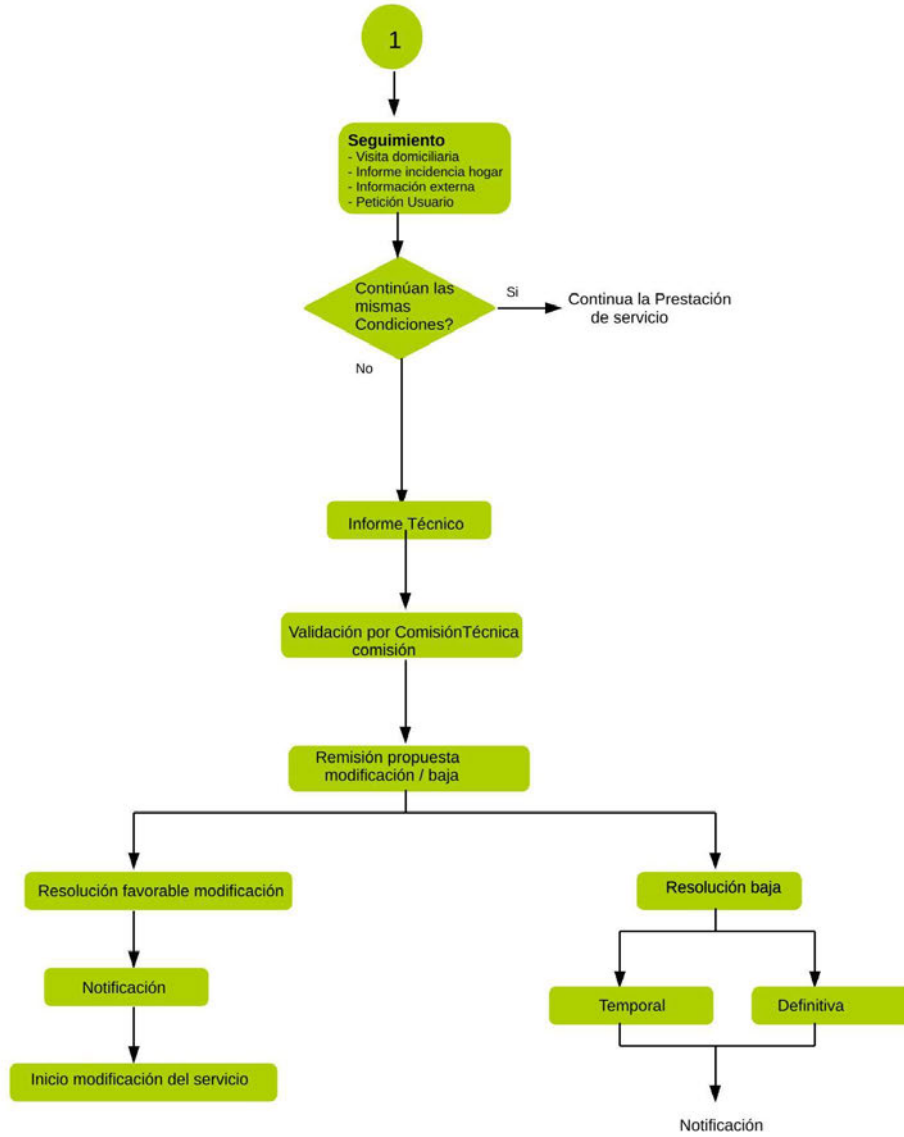 1
Seguimiento
- Visita domiciliaria
- Informe incidencia hogar
- Información externa
- Petición Usuario
Continúan las
mismas
Condiciones?
Si
Continua la Prestación
de servicio
No
Informe Técnico
Validación por ComisiónTécnica
comisión
Remisión propuesta
modificación / baja
Resolución favorable modificación
Resolución baja
Notificación
Temporal
Definitiva
Inicio modificación del servicio
Notificación